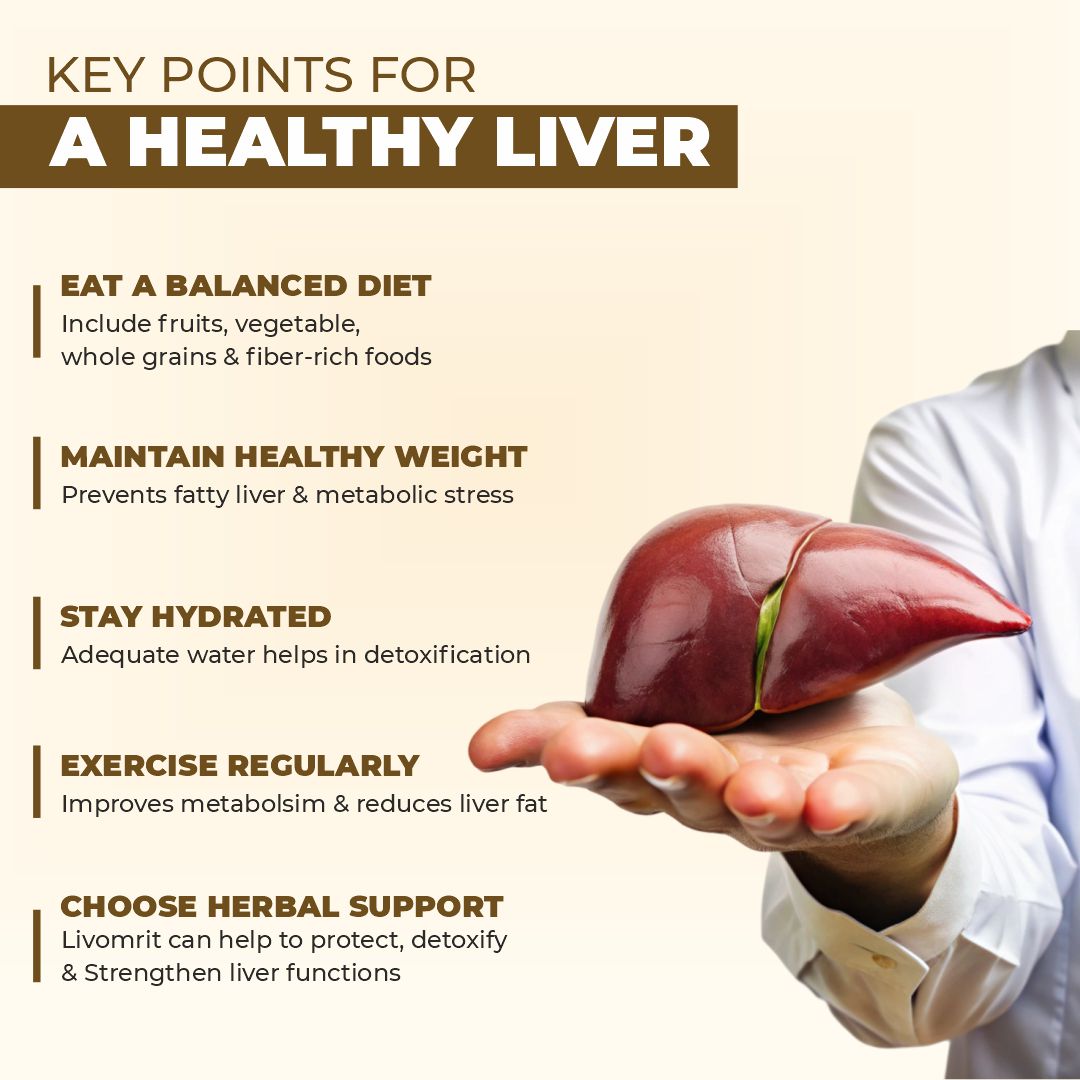 KEY POINTS FOR
A HEALTHY LIVER
EAT A BALANCED DIET
Include fruits, vegetable,
whole grains & fiber-rich foods
MAINTAIN HEALTHY WEIGHT
Prevents fatty liver & metabolic stress
STAY HYDRATED
Adequate water helps in detoxification
EXERCISE REGULARLY
Improves metabolsim & reduces liver fat
CHOOSE HERBAL SUPPORT
Livomrit can help to protect, detoxify
& Strengthen liver functions